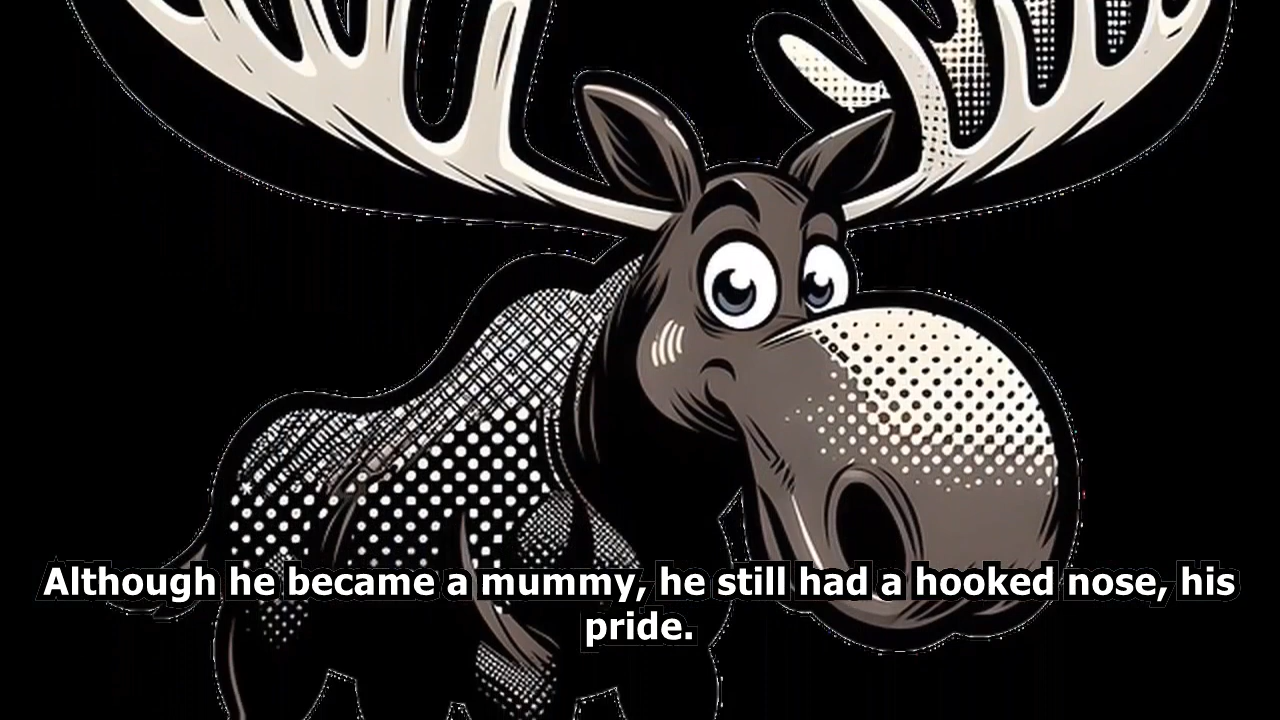 Although he became a mummy, he still had a hooked nose, his
pride.